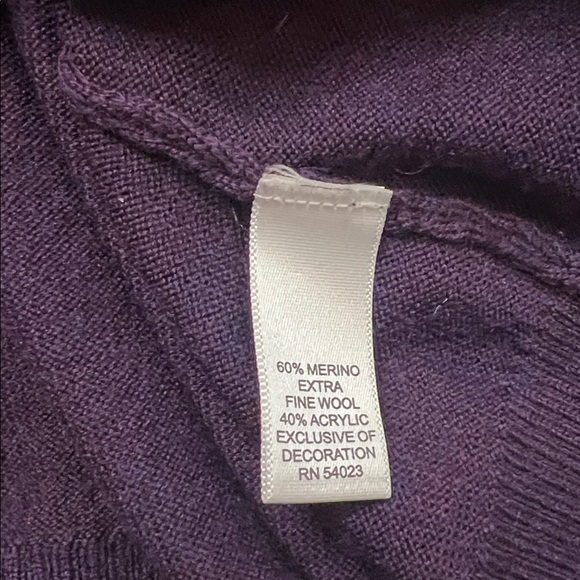 60% MERINO
EXTRA
FINE WOOL
40% ACRYLIC
EXCLUSIVE OF
DECORATION
RN 54023